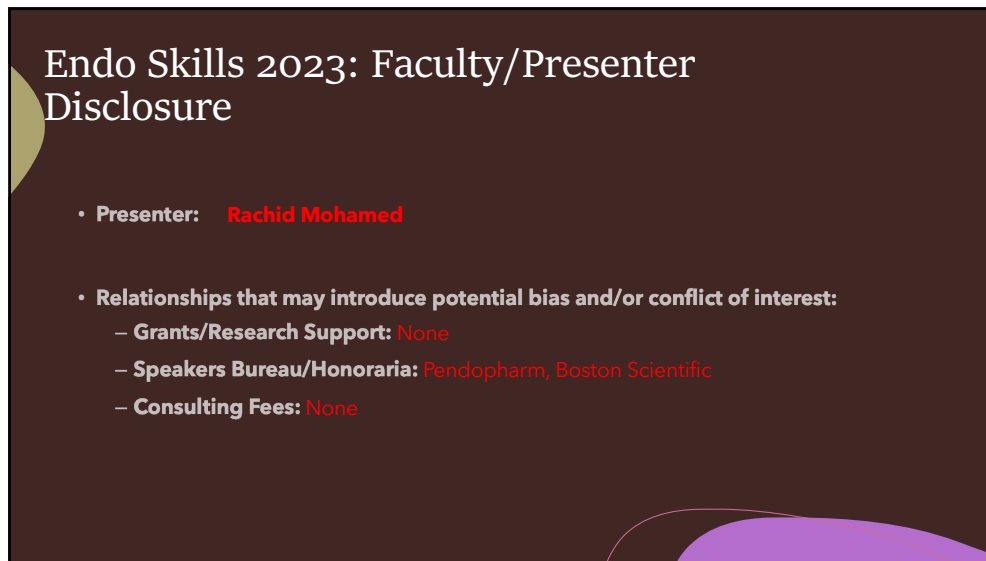 Endo Skills 2023: Faculty/Presenter
Disclosure
• Presenter: Rachid Mohamed
• Relationships that may introduce potential bias and/or conflict of interest:
– Grants/Research Support: None
– Speakers Bureau/Honoraria: Pendopharm, Boston Scientific
– Consulting Fees: None